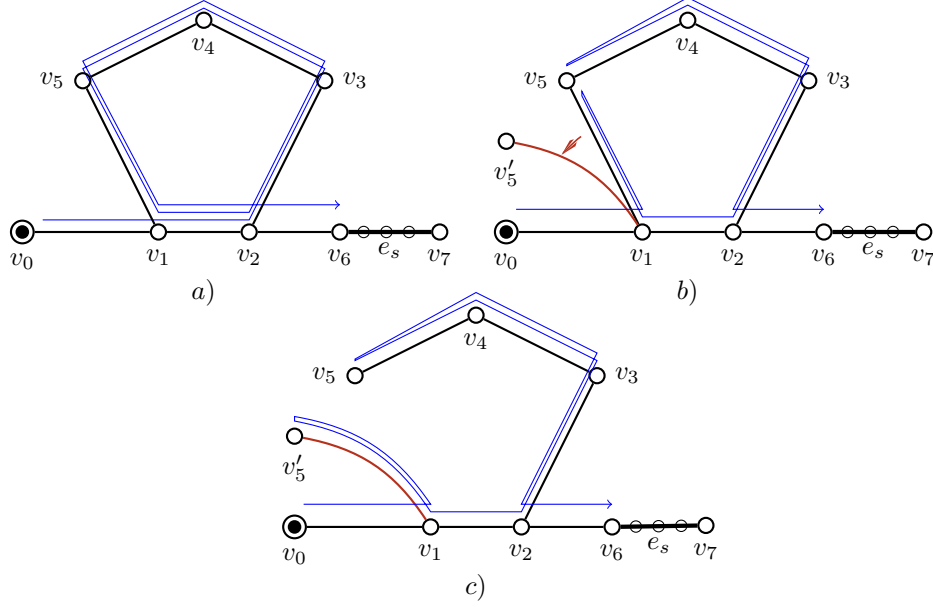 v₄
v₅ v₃
v₀ v₁ v₂ v₆ eₛ v₇
a)
v₄
v₅ v₃
v′₅
v₀ v₁ v₂ v₆ eₛ v₇
b)
v₄
v₅ v₃
v′₅
v₀ v₁ v₂ v₆ eₛ v₇
c)